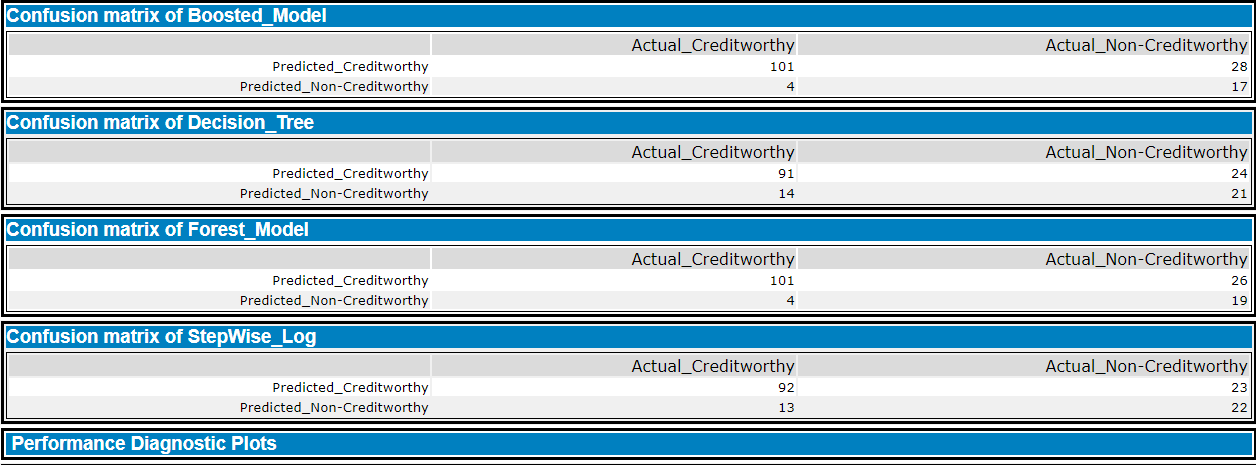 Confusion matrix of Boosted_Model
Actual_Creditworthy Actual_Non-Creditworthy
Predicted_Creditworthy 101 28
Predicted_Non-Creditworthy 4 17
Confusion matrix of Decision_Tree
Actual_Creditworthy Actual_Non-Creditworthy
Predicted_Creditworthy 91 24
Predicted_Non-Creditworthy 14 21
Confusion matrix of Forest_Model
Actual_Creditworthy Actual_Non-Creditworthy
Predicted_Creditworthy 101 26
Predicted_Non-Creditworthy 4 19
Confusion matrix of StepWise_Log
Actual_Creditworthy Actual_Non-Creditworthy
Predicted_Creditworthy 92 23
Predicted_Non-Creditworthy 13 22
Performance Diagnostic Plots